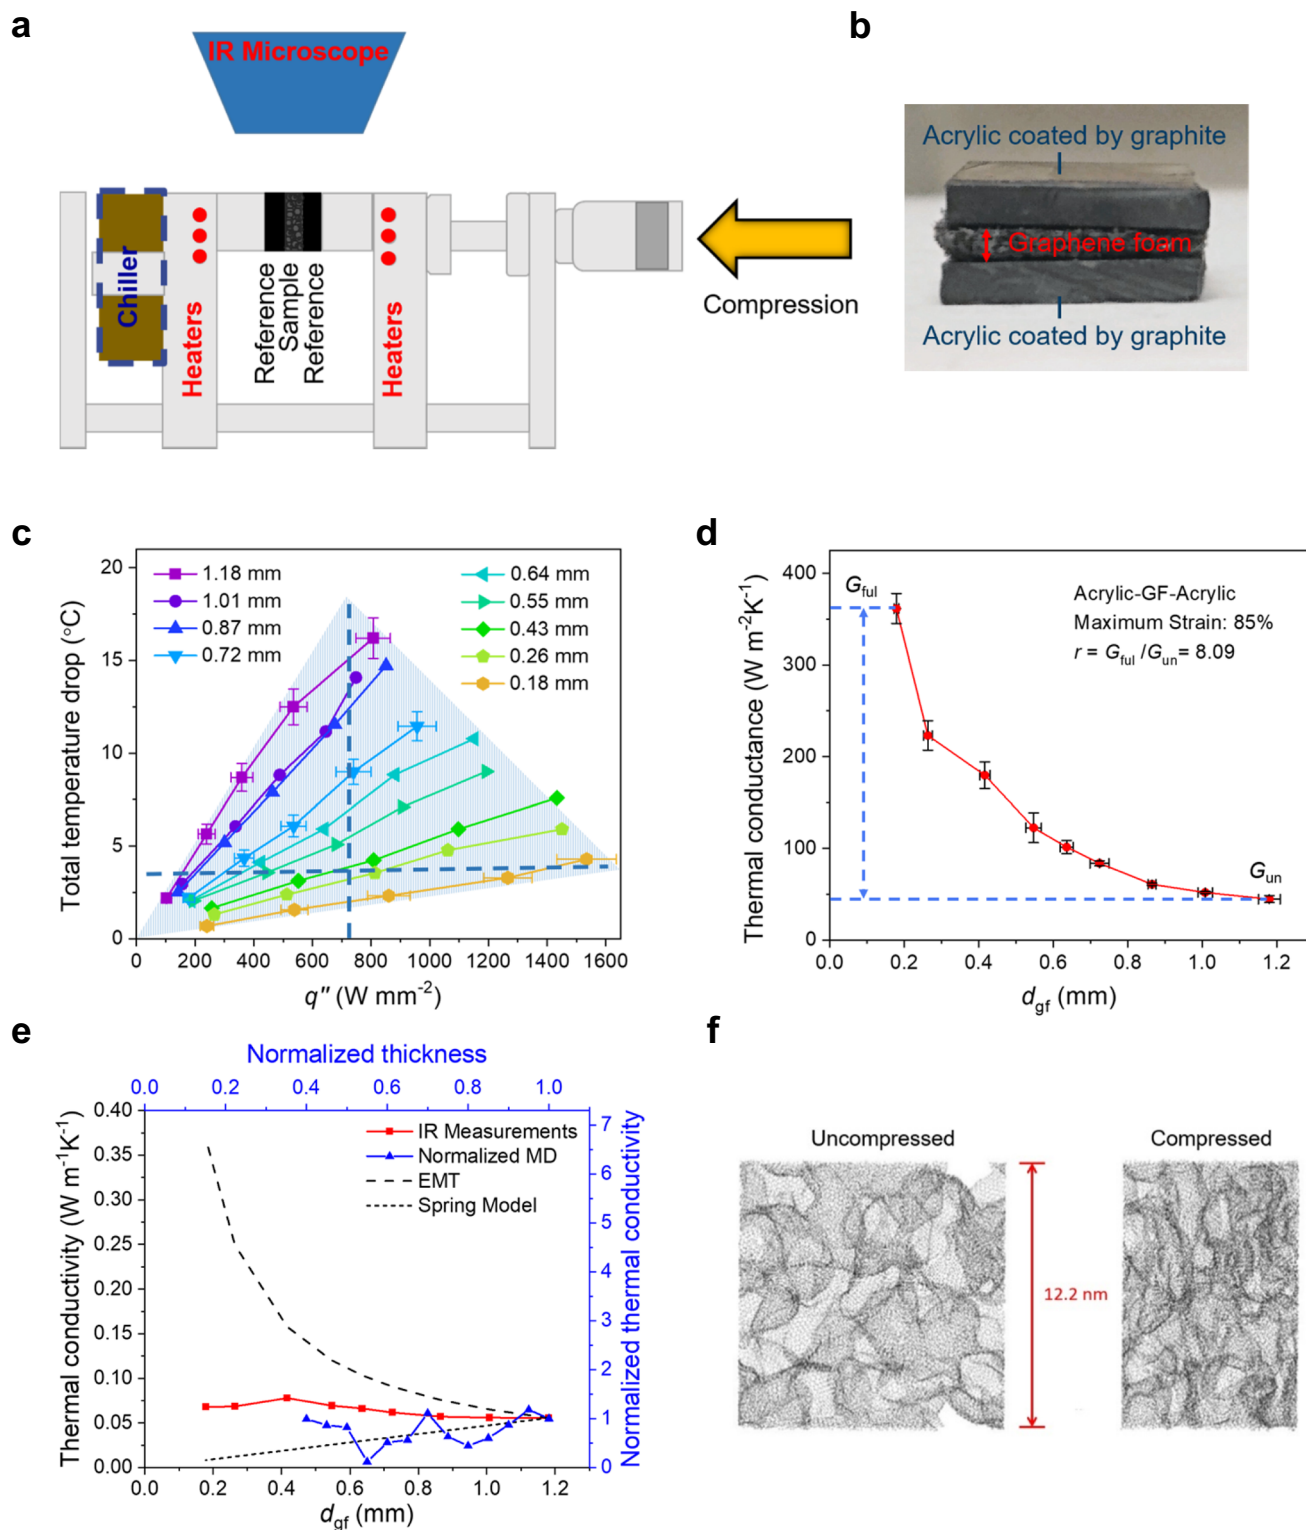 a
IR Microscope
Chiller
Heaters
Reference
Sample
Reference
Heaters
Compression
b
Acrylic coated by graphite
Graphene foam
Acrylic coated by graphite
c
Total temperature drop (°C)
20
15
10
5
0
1.18 mm
1.01 mm
0.87 mm
0.72 mm
0.64 mm
0.55 mm
0.43 mm
0.26 mm
0.18 mm
0 200 400 600 800 1000 1200 1400 1600
q″ (W mm⁻²)
d
Thermal conductance (W m⁻²K⁻¹)
400
300
200
100
0
G_ful
Acrylic-GF-Acrylic
Maximum Strain: 85%
r = G_ful /G_un= 8.09
G_un
0.0 0.2 0.4 0.6 0.8 1.0 1.2
d_gf (mm)
e
Normalized thickness
0.0 0.2 0.4 0.6 0.8 1.0
Thermal conductivity (W m⁻¹K⁻¹)
0.40
0.35
0.30
0.25
0.20
0.15
0.10
0.05
0.00
IR Measurements
Normalized MD
EMT
Spring Model
7
6
5
4
3
2
1
0
Normalized thermal conductivity
0.0 0.2 0.4 0.6 0.8 1.0 1.2
d_gf (mm)
f
Uncompressed
Compressed
12.2 nm